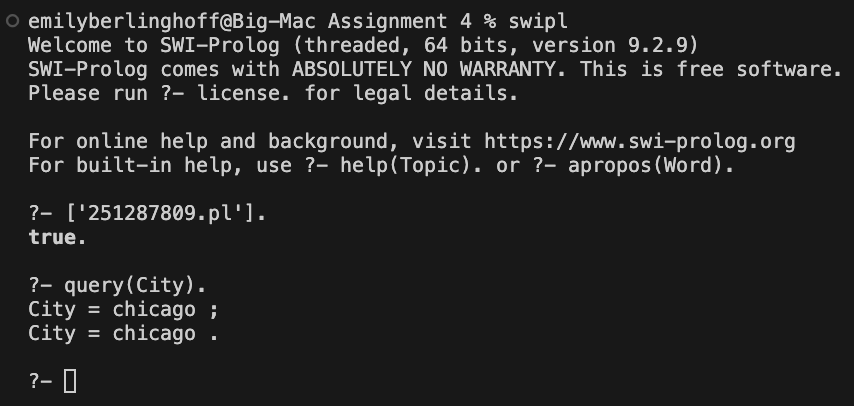 emilyberlinghoff@Big-Mac Assignment 4 % swipl
Welcome to SWI-Prolog (threaded, 64 bits, version 9.2.9)
SWI-Prolog comes with ABSOLUTELY NO WARRANTY. This is free software.
Please run ?- license. for legal details.
For online help and background, visit https://www.swi-prolog.org
For built-in help, use ?- help(Topic). or ?- apropos(Word).
?- ['251287809.pl'].
true.
?- query(City).
City = chicago ;
City = chicago .
?-